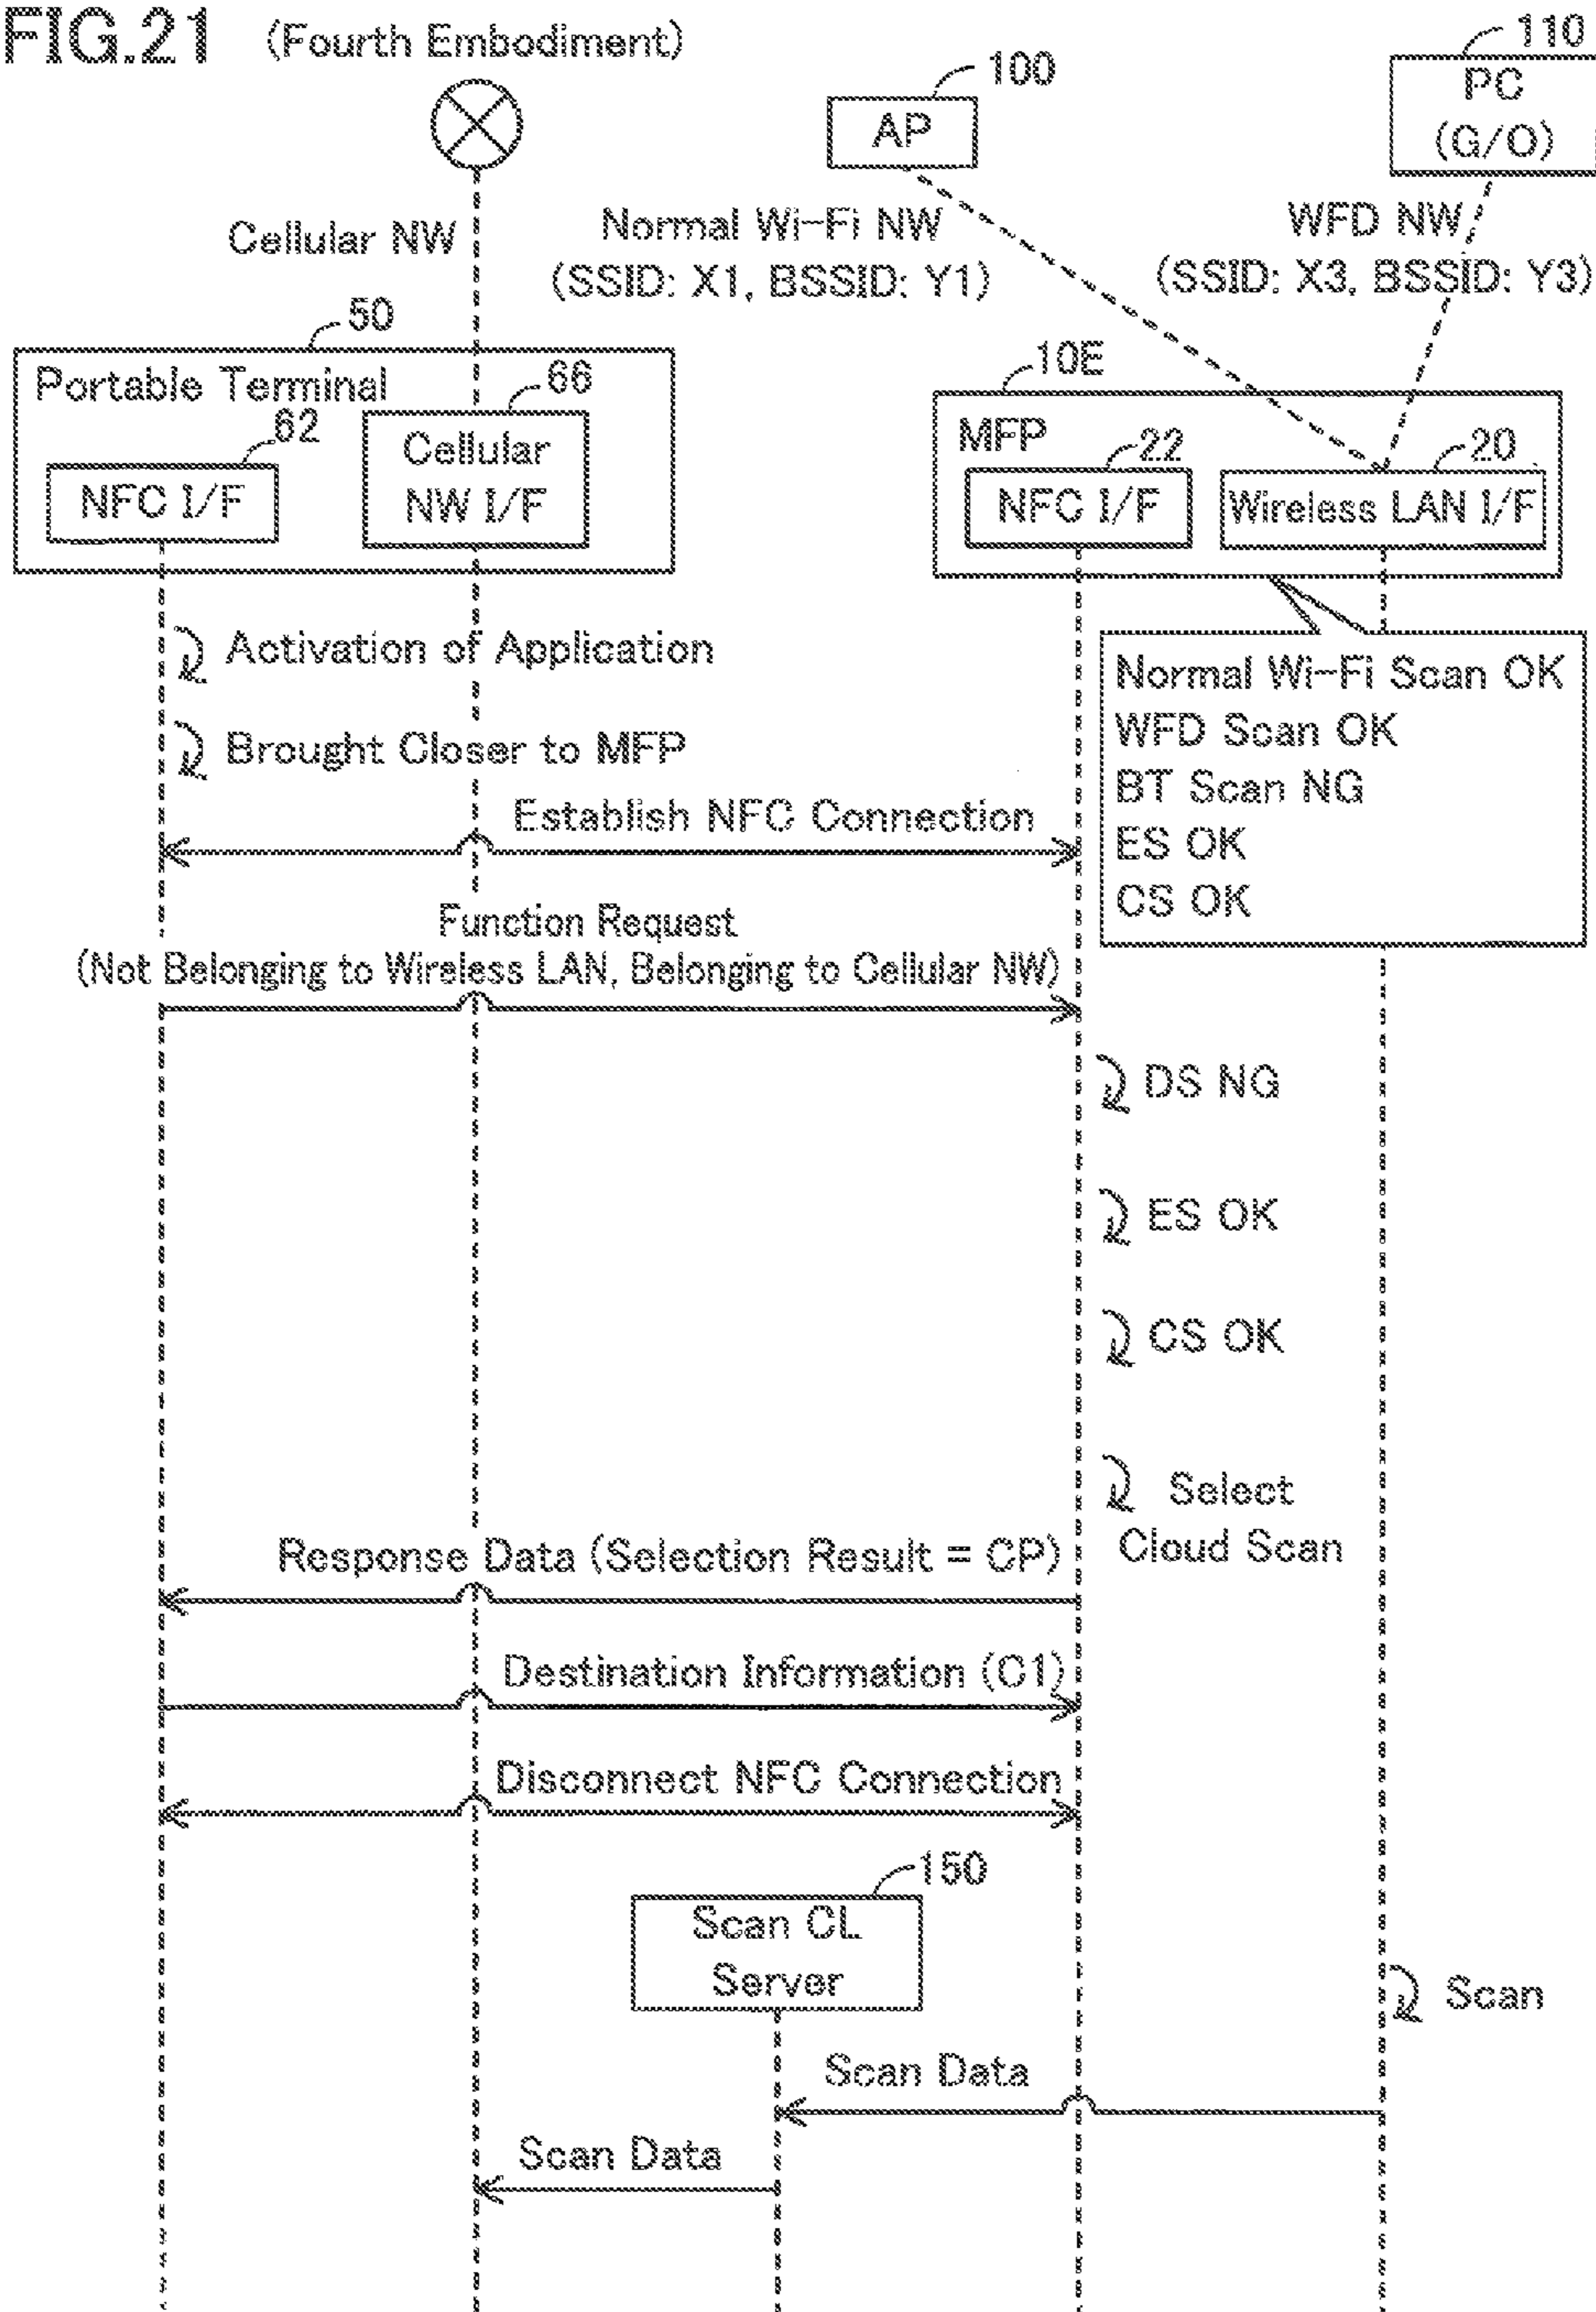 FIG.21 (Fourth Embodiment)
100
110
AP
PC
(G/O)
Cellular NW
Normal Wi-Fi NW
(SSID: X1, BSSID: Y1)
WFD NW
(SSID: X3, BSSID: Y3)
50
10E
Portable Terminal
66
62
Cellular
NW I/F
NFC I/F
MFP
22
20
NFC I/F
Wireless LAN I/F
Activation of Application
Normal Wi-Fi Scan OK
WFD Scan OK
BT Scan NG
ES OK
CS OK
Brought Closer to MFP
Establish NFC Connection
Function Request
(Not Belonging to Wireless LAN, Belonging to Cellular NW)
DS NG
ES OK
CS OK
Select
Cloud Scan
Response Data (Selection Result = CP)
Destination Information (C1)
Disconnect NFC Connection
150
Scan CL
Server
Scan
Scan Data
Scan Data